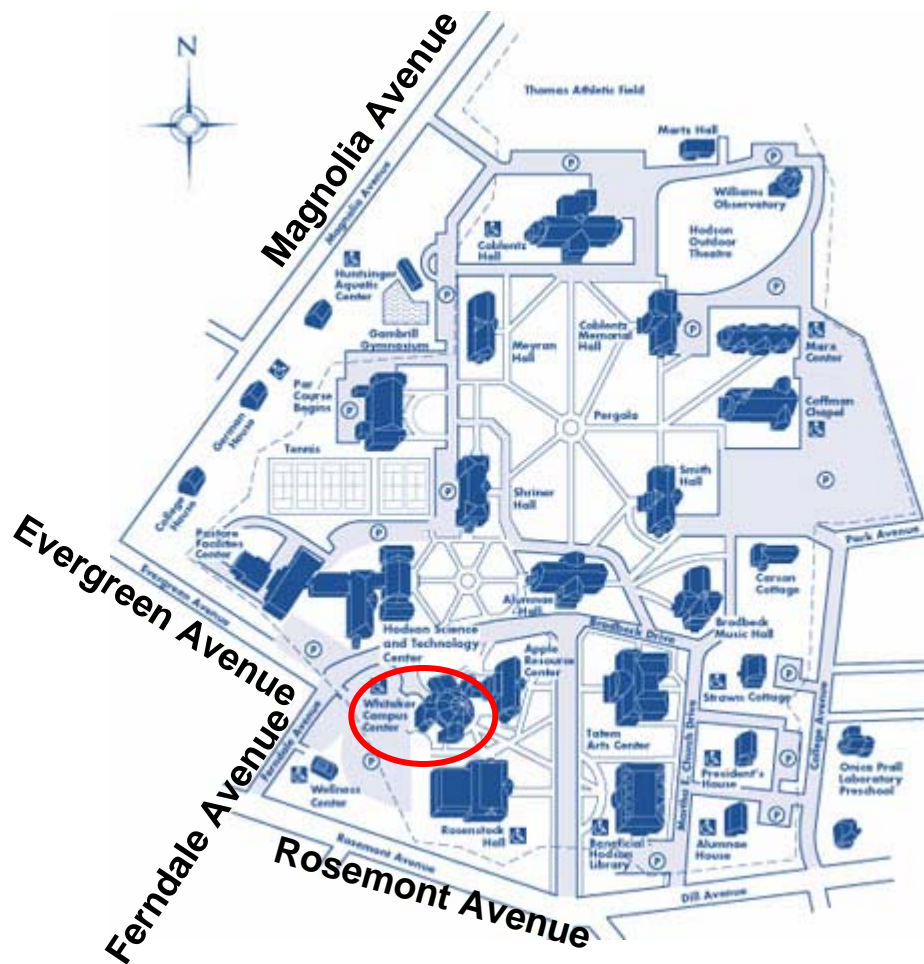 N
Magnolia Avenue
Magnolia Avenue
Thomas Athletic Field
Marts Hall
P
P
Williams
Observatory
Hodson
Outdoor
Theatre
Coblentz
Hall
Huntsinger
Aquatic
Center
P
P
Gambrill
Gymnasium
Meyran
Hall
Coblentz
Memorial
Hall
P
Marx
Center
Par
Course
Begins
P
Pergola
Coffman
Chapel
German
House
Tennis
Smith
Hall
P
P
Shriner
Hall
College
House
P
Park Avenue
Pastore
Facilities
Center
Evergreen Avenue
Evergreen Avenue
Carson
Cottage
Alumnae
Hall
Brodbeck
Music Hall
Brodbeck Drive
Hodson Science
and Technology
Center
P
Apple
Resource
Center
P
Strawn Cottage
Whitaker
Campus
Center
Tatem
Arts Center
Martha E. Church Drive
College Avenue
Ferndale Avenue
Ferndale Avenue
P
P
President's
House
Onica Prall
Laboratory
Preschool
Wellness
Center
P
Rosenstock
Hall
Beneficial
Hodson
Library
Alumnae
House
P
Rosemont Avenue
Rosemont Avenue
Dill Avenue